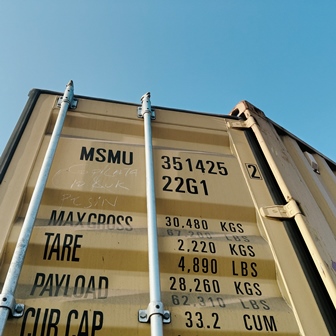 MSMU 351425 2
22G1
MAX GROSS 30,480 KGS
67,200 LBS
TARE 2,220 KGS
4,890 LBS
PAYLOAD 28,260 KGS
62,310 LBS
CUB.CAP. 33.2 CUM